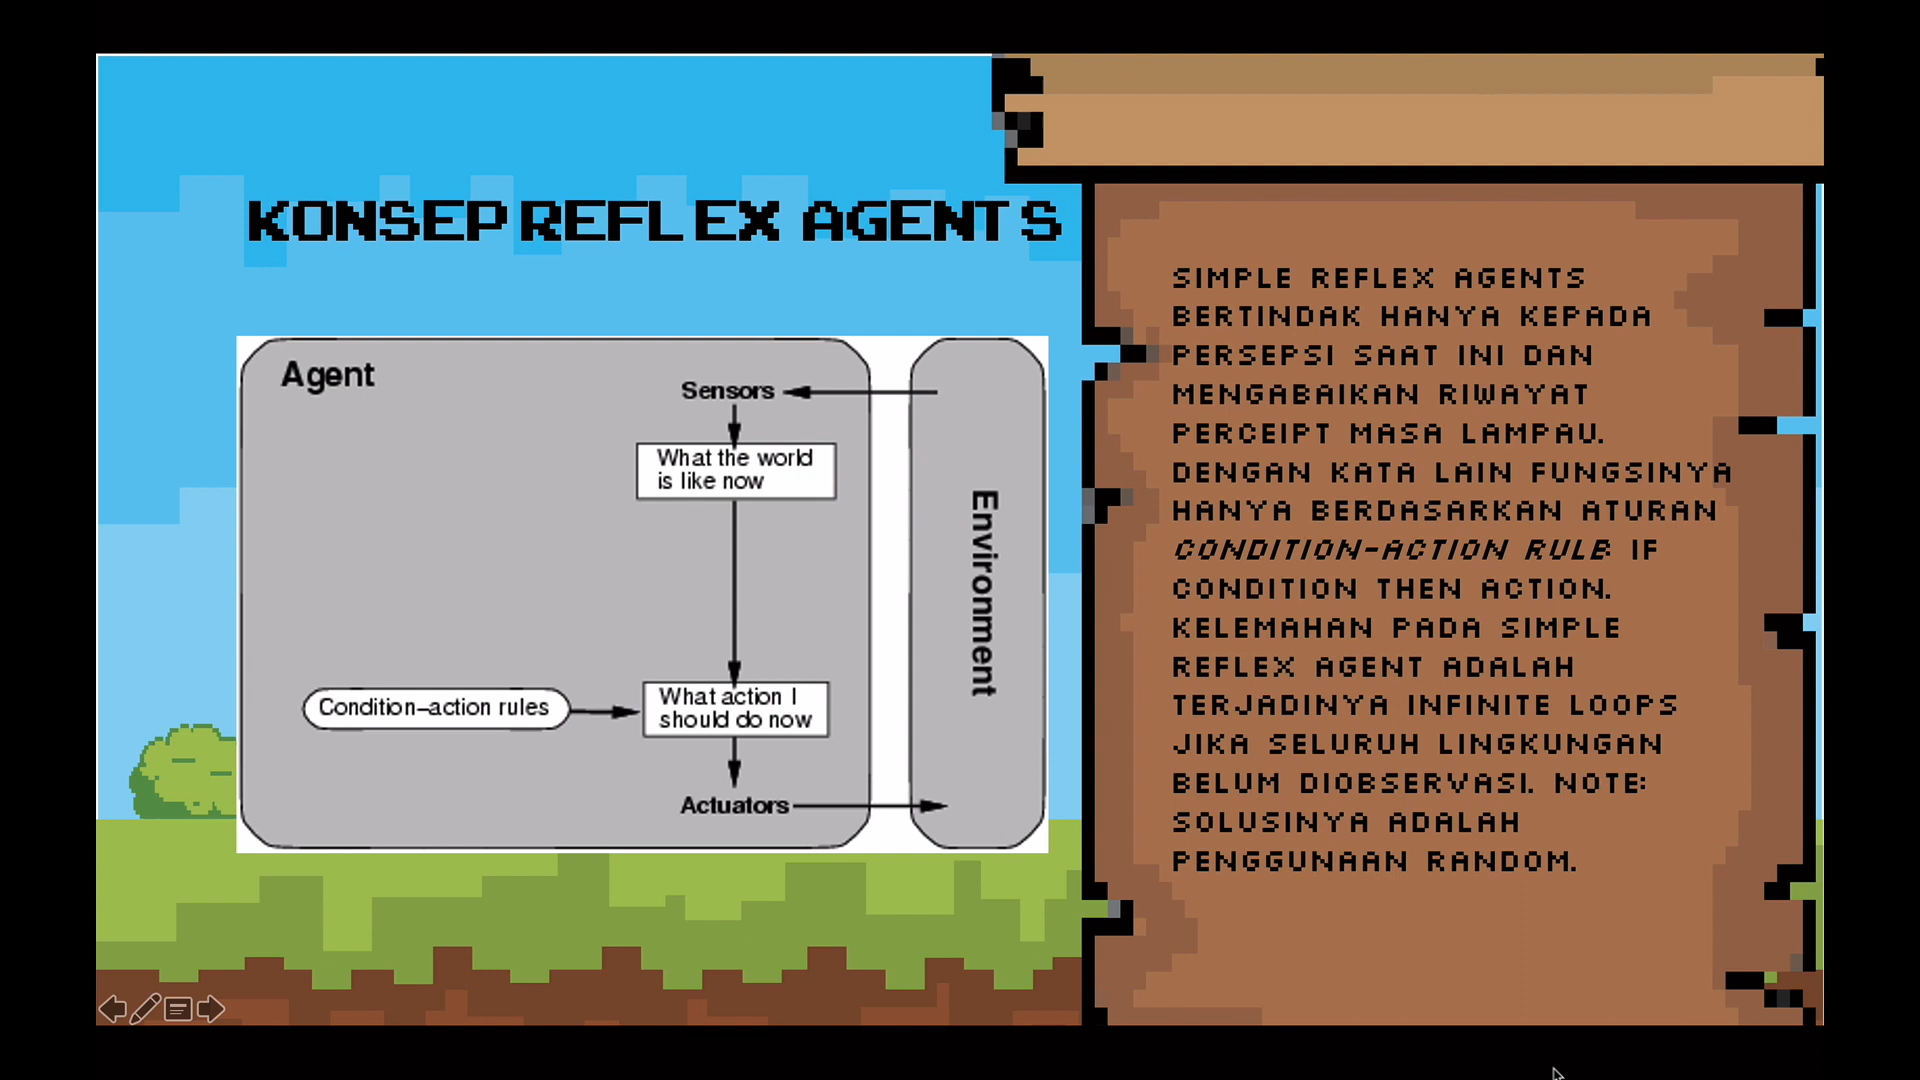 KONSEP REFLEX AGENTS
Agent
Sensors
What the world
is like now
Environment
Condition-action rules
What action I
should do now
Actuators
SIMPLE REFLEX AGENTS
BERTINDAK HANYA KEPADA
PERSEPSI SAAT INI DAN
MENGABAIKAN RIWAYAT
PERCEIPT MASA LAMPAU.
DENGAN KATA LAIN FUNGSINYA
HANYA BERDASARKAN ATURAN
CONDITION-ACTION RULB IF
CONDITION THEN ACTION.
KELEMAHAN PADA SIMPLE
REFLEX AGENT ADALAH
TERJADINYA INFINITE LOOPS
JIKA SELURUH LINGKUNGAN
BELUM DIOBSERVASI. NOTE:
SOLUSINYA ADALAH
PENGGUNAAN RANDOM.